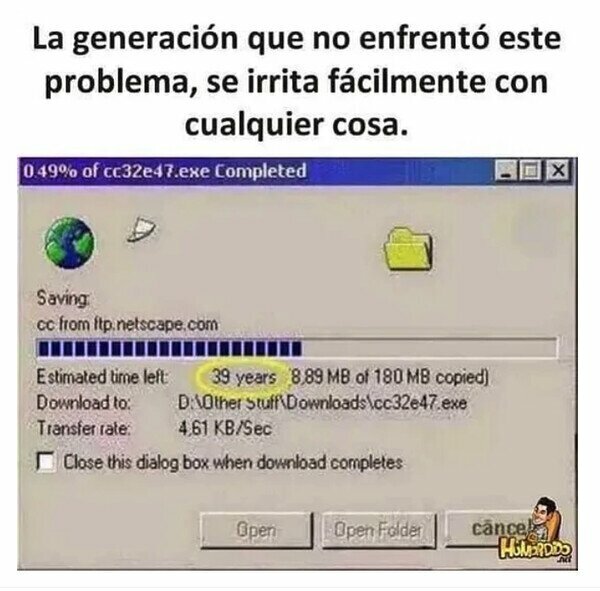 La generación que no enfrentó este
problema, se irrita fácilmente con
cualquier cosa.
0.49% of cc32e47.exe Completed
Saving:
cc from ftp.netscape.com
Estimated time left: 39 years 8,89 MB of 180 MB copied)
Download to: D:\Other Stuff\Downloads\cc32e47.exe
Transfer rate: 4.61 KB/Sec
Close this dialog box when download completes
Open Open Folder cancel